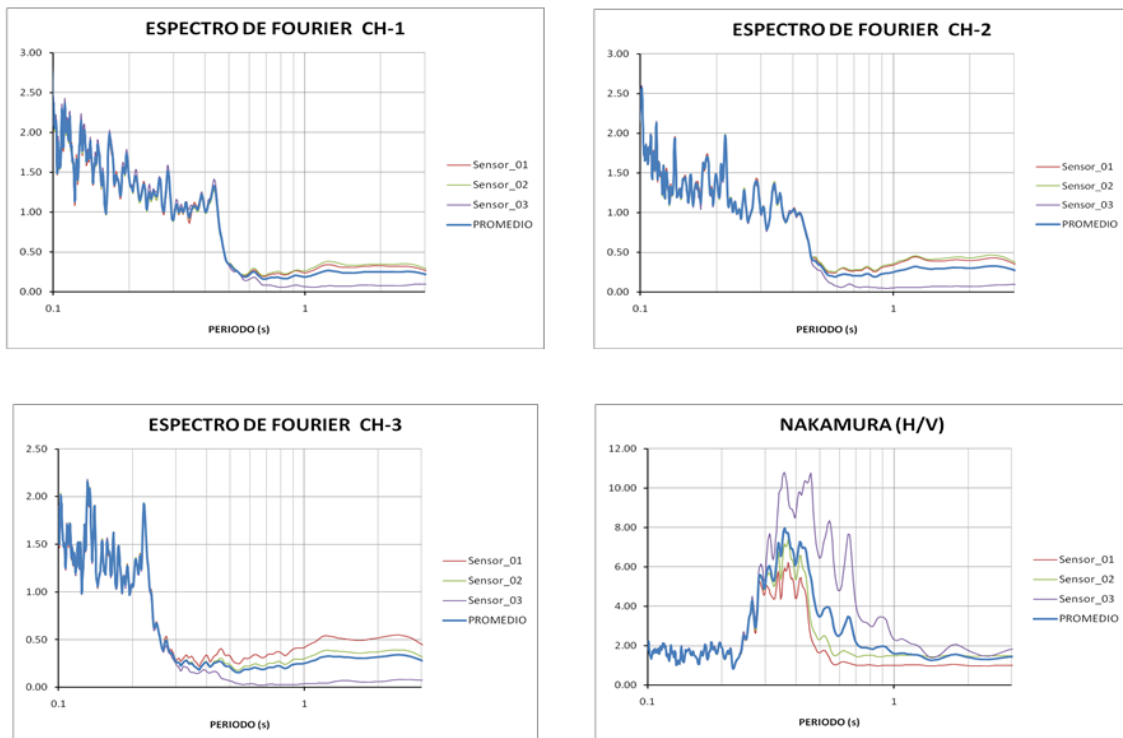 ESPECTRO DE FOURIER CH-1
3.00
2.50
2.00
1.50
1.00
0.50
0.00
0.1
1
PERIODO (s)
Sensor_01
Sensor_02
Sensor_03
PROMEDIO
ESPECTRO DE FOURIER CH-2
3.00
2.50
2.00
1.50
1.00
0.50
0.00
0.1
1
PERIODO (s)
Sensor_01
Sensor_02
Sensor_03
PROMEDIO
ESPECTRO DE FOURIER CH-3
2.50
2.00
1.50
1.00
0.50
0.00
0.1
1
PERIODO (s)
Sensor_01
Sensor_02
Sensor_03
PROMEDIO
NAKAMURA (H/V)
12.00
10.00
8.00
6.00
4.00
2.00
0.00
0.1
1
PERIODO (s)
Sensor_01
Sensor_02
Sensor_03
PROMEDIO